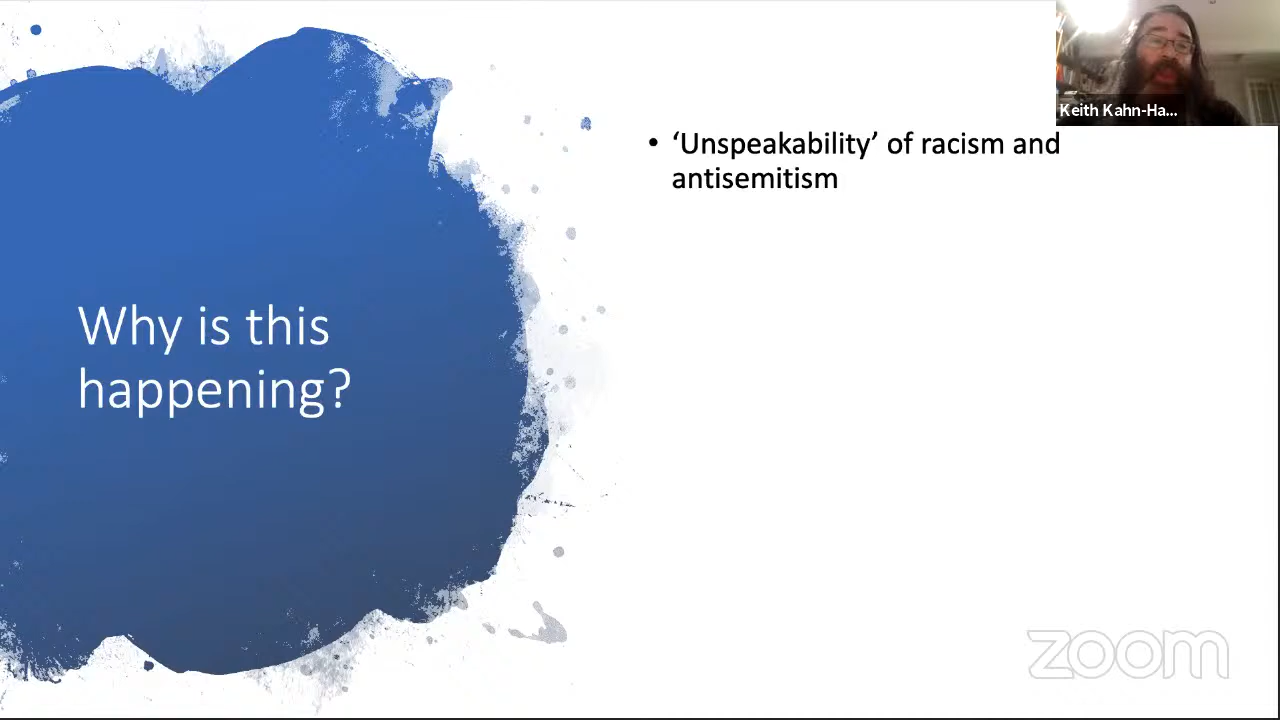 Keith Kahn-Ha...
• ‘Unspeakability’ of racism and
antisemitism
Why is this
happening?
zoom